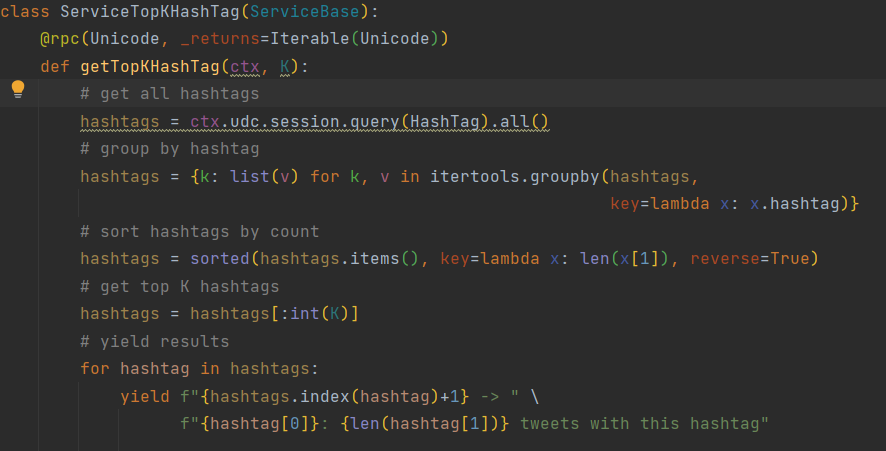 class ServiceTopKHashTag(ServiceBase):
    @rpc(Unicode, _returns=Iterable(Unicode))
    def getTopKHashTag(ctx, K):
        # get all hashtags
        hashtags = ctx.udc.session.query(HashTag).all()
        # group by hashtag
        hashtags = {k: list(v) for k, v in itertools.groupby(hashtags,
                                                             key=lambda x: x.hashtag)}
        # sort hashtags by count
        hashtags = sorted(hashtags.items(), key=lambda x: len(x[1]), reverse=True)
        # get top K hashtags
        hashtags = hashtags[:int(K)]
        # yield results
        for hashtag in hashtags:
            yield f"{hashtags.index(hashtag)+1} -> " \
                  f"{hashtag[0]}: {len(hashtag[1])} tweets with this hashtag"